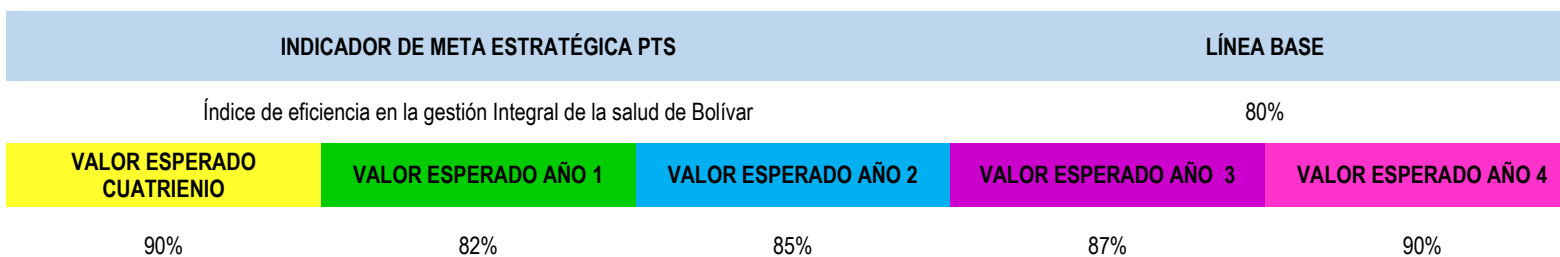 INDICADOR DE META ESTRATÉGICA PTS LÍNEA BASE
Índice de eficiencia en la gestión Integral de la salud de Bolívar 80%
VALOR ESPERADO CUATRIENIO VALOR ESPERADO AÑO 1 VALOR ESPERADO AÑO 2 VALOR ESPERADO AÑO 3 VALOR ESPERADO AÑO 4
90% 82% 85% 87% 90%